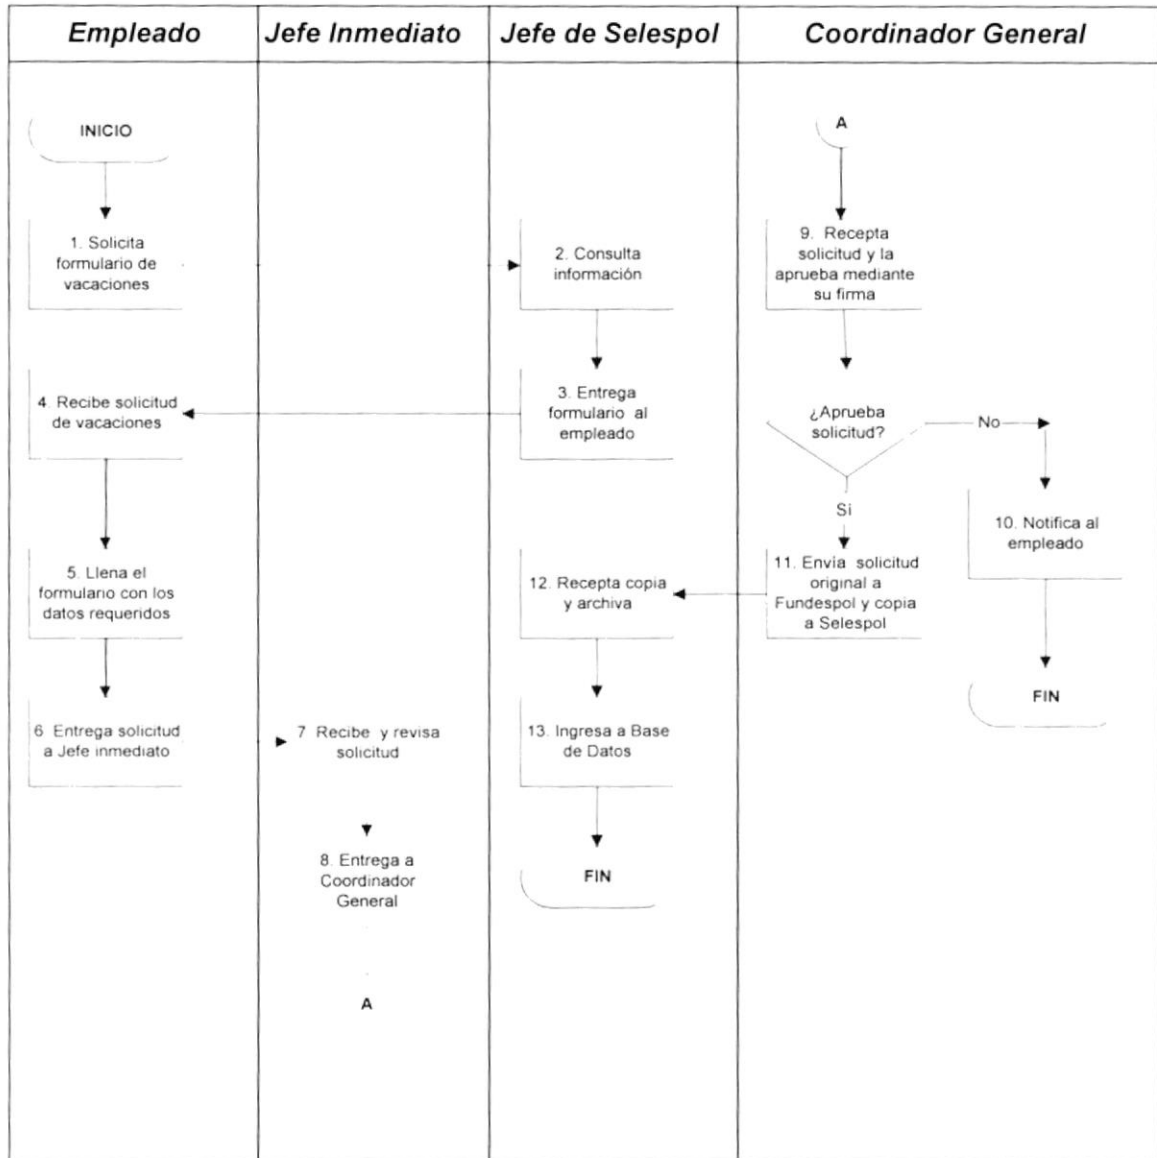 Empleado
Jefe Inmediato
Jefe de Selespol
Coordinador General
INICIO
1. Solicita
formulario de
vacaciones
2. Consulta
información
3. Entrega
formulario al
empleado
4. Recibe solicitud
de vacaciones
5. Llena el
formulario con los
datos requeridos
6 Entrega solicitud
a Jefe inmediato
7 Recibe y revisa
solicitud
8. Entrega a
Coordinador
General
A
A
9. Recepta
solicitud y la
aprueba mediante
su firma
¿Aprueba
solicitud?
No
Si
10. Notifica al
empleado
FIN
11. Envía solicitud
original a
Fundespol y copia
a Selespol
12. Recepta copia
y archiva
13. Ingresa a Base
de Datos
FIN